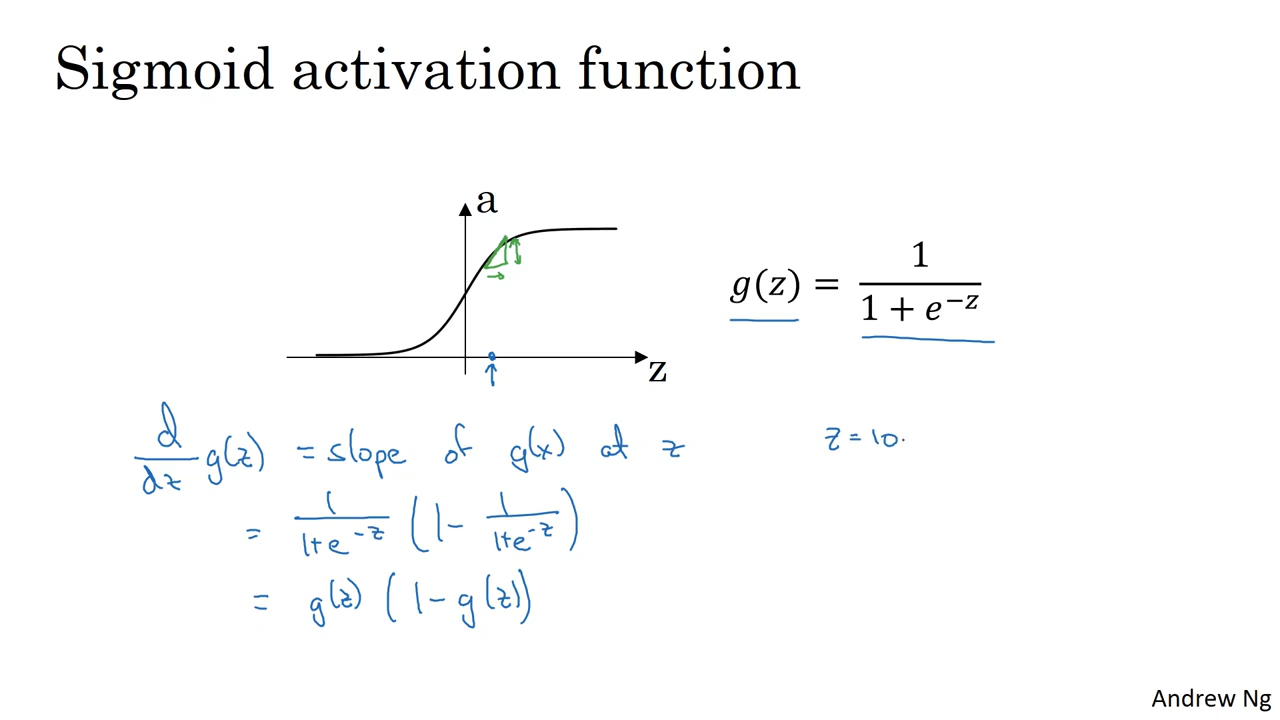 Sigmoid activation function
a
g(z) = 1 / (1 + e^{-z})
z
d/dz g(z) = slope of g(x) at z
z = 10.
= 1/(1+e^{-z}) (1 - 1/(1+e^{-z}))
= g(z) (1 - g(z))
Andrew Ng